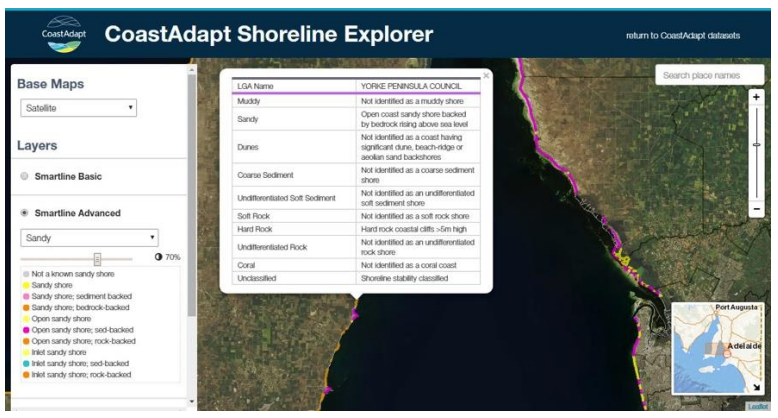 CoastAdapt
CoastAdapt Shoreline Explorer
return to CoastAdapt datasets
Base Maps
Satellite
Layers
Smartline Basic
Smartline Advanced
Sandy
70%
Not a known sandy shore
Sandy shore
Sandy shore; sediment backed
Sandy shore; bedrock-backed
Open sandy shore
Open sandy shore; sed-backed
Open sandy shore; rock-backed
Inlet sandy shore
Inlet sandy shore; sed-backed
Inlet sandy shore; rock-backed
LGA Name YORKE PENINSULA COUNCIL
Muddy Not identified as a muddy shore
Sandy Open coast sandy shore backed
by bedrock rising above sea level
Dunes Not identified as a coast having
significant dune, beach-ridge or
aeolian sand backshores
Coarse Sediment Not identified as a coarse sediment
shore
Undifferentiated Soft Sediment Not identified as an undifferentiated
soft sediment shore
Soft Rock Not identified as a soft rock shore
Hard Rock Hard rock coastal cliffs >5m high
Undifferentiated Rock Not identified as an undifferentiated
rock shore
Coral Not identified as a coral coast
Unclassified Shoreline stability classified
×
Search place names
+
−
Port Augusta
Adelaide
Leaflet